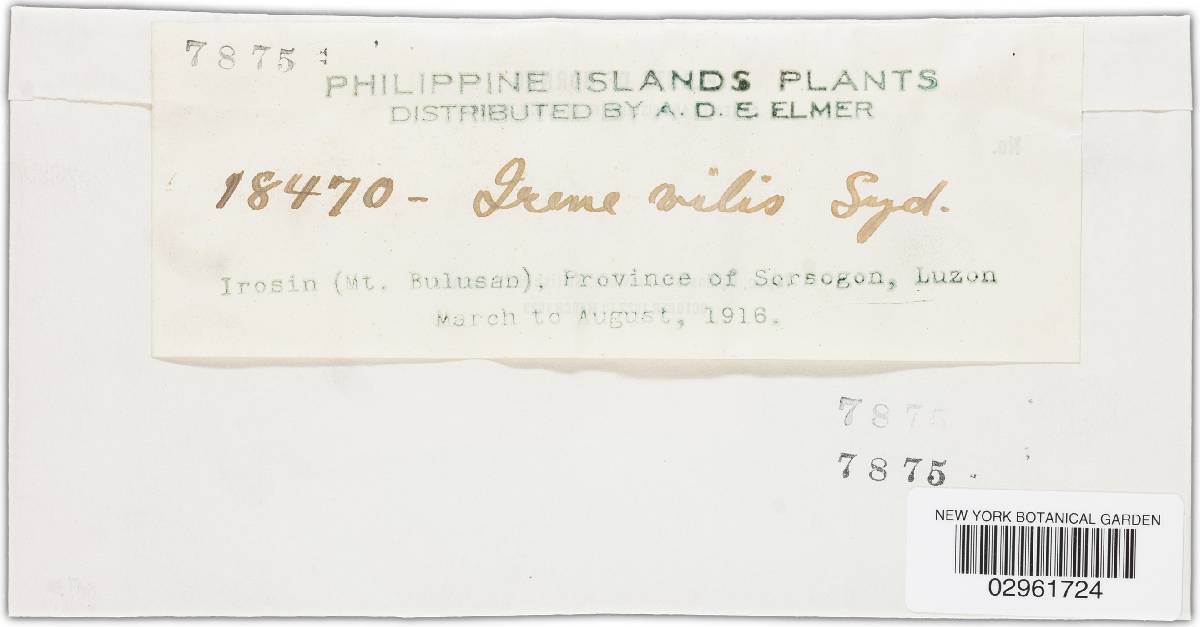 7875
PHILIPPINE ISLANDS PLANTS
DISTRIBUTED BY A. D. E. ELMER
18470 - Irene vilis Syd.
Irosin (Mt. Bulusan), Province of Sorsogon, Luzon
March to August, 1916.
7875
7875
NEW YORK BOTANICAL GARDEN
02961724